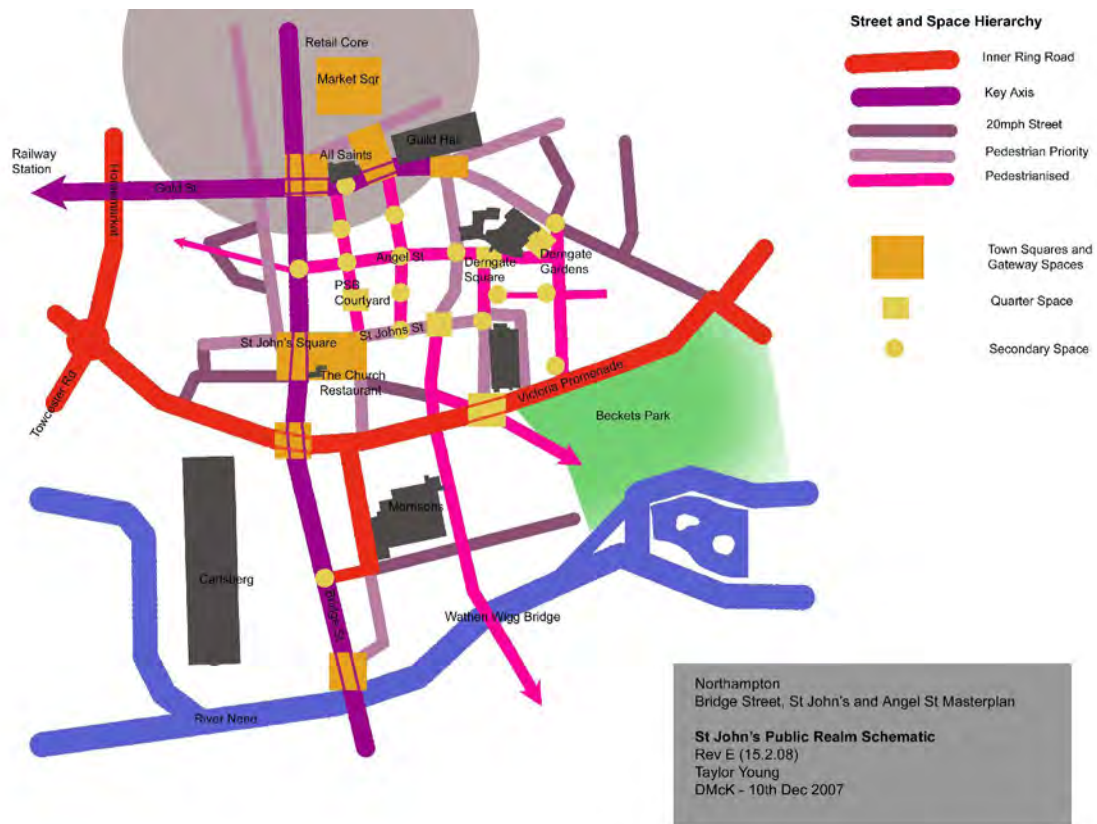 Street and Space Hierarchy
Inner Ring Road
Key Axis
20mph Street
Pedestrian Priority
Pedestrianised
Town Squares and
Gateway Spaces
Quarter Space
Secondary Space
Retail Core
Market Sqr
Guild Hall
All Saints
Railway
Station
Gold St
Horsemarket
Angel St
Derngate
Square
Derngate
Gardens
PSB
Courtyard
St Johns St
St John's Square
The Church
Restaurant
Towcester Rd
Victoria Promenade
Beckets Park
Morrisons
Carlsberg
Bridge St
Wathen Wigg Bridge
River Nene
Northampton
Bridge Street, St John's and Angel St Masterplan
St John's Public Realm Schematic
Rev E (15.2.08)
Taylor Young
DMcK - 10th Dec 2007